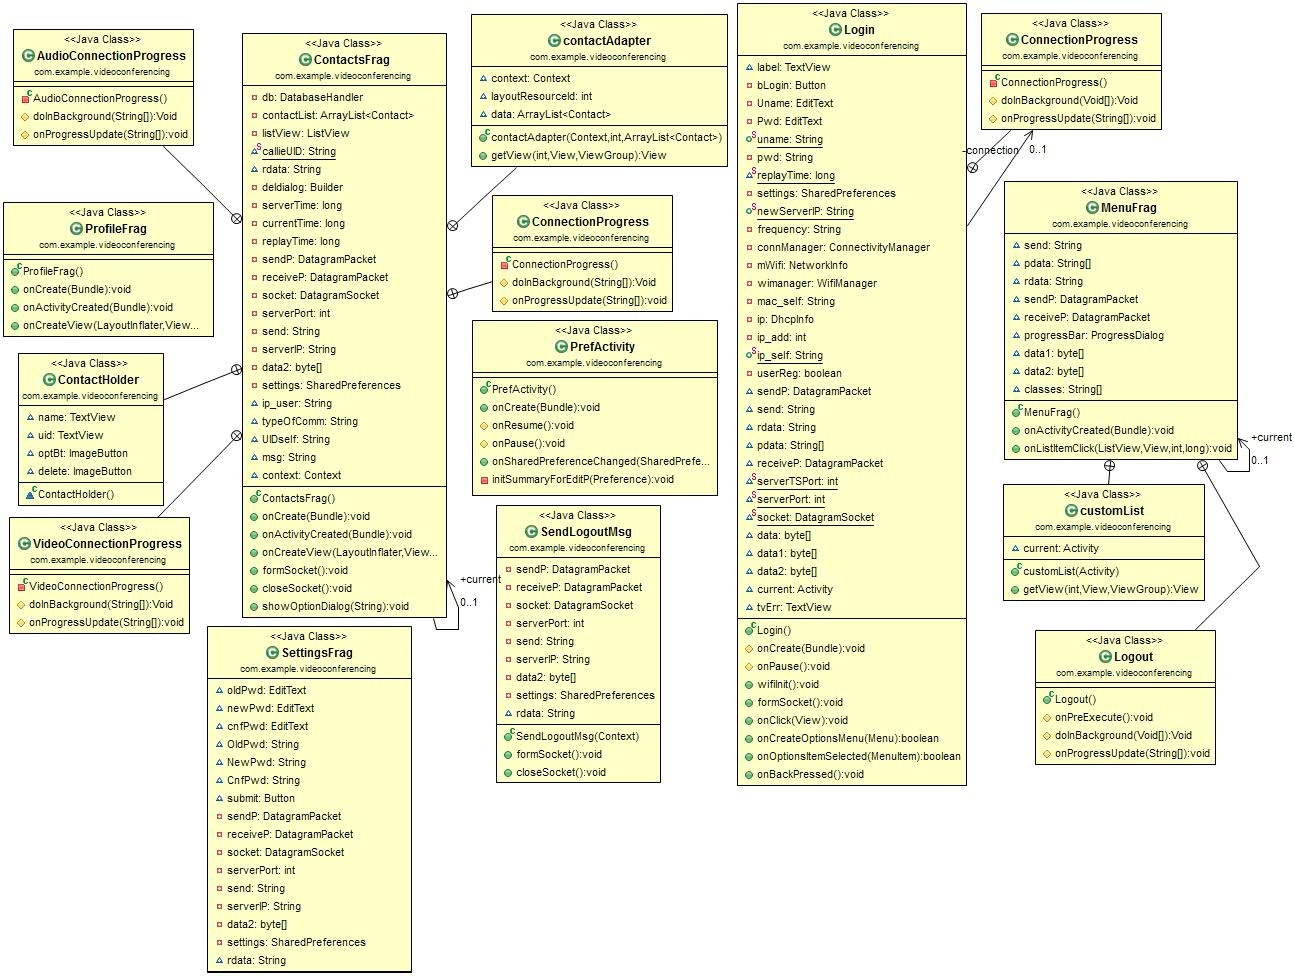 <<Java Class>>
AudioConnectionProgress
com.example.videoconferencing
AudioConnectionProgress()
doInBackground(String[]):Void
onProgressUpdate(String[]):void
<<Java Class>>
ProfileFrag
com.example.videoconferencing
ProfileFrag()
onCreate(Bundle):void
onActivityCreated(Bundle):void
onCreateView(LayoutInflater,View...
<<Java Class>>
ContactHolder
com.example.videoconferencing
name: TextView
uid: TextView
optBt: ImageButton
delete: ImageButton
ContactHolder()
<<Java Class>>
VideoConnectionProgress
com.example.videoconferencing
VideoConnectionProgress()
doInBackground(String[]):Void
onProgressUpdate(String[]):void
<<Java Class>>
ContactsFrag
com.example.videoconferencing
db: DatabaseHandler
contactList: ArrayList<Contact>
listView: ListView
callieUID: String
rdata: String
deldialog: Builder
serverTime: long
currentTime: long
replayTime: long
sendP: DatagramPacket
receiveP: DatagramPacket
socket: DatagramSocket
serverPort: int
send: String
serverIP: String
data2: byte[]
settings: SharedPreferences
ip_user: String
typeOfComm: String
UIDself: String
msg: String
context: Context
ContactsFrag()
onCreate(Bundle):void
onActivityCreated(Bundle):void
onCreateView(LayoutInflater,View...
formSocket():void
closeSocket():void
showOptionDialog(String):void
+current
0..1
<<Java Class>>
SettingsFrag
com.example.videoconferencing
oldPwd: EditText
newPwd: EditText
cnfPwd: EditText
OldPwd: String
NewPwd: String
CnfPwd: String
submit: Button
sendP: DatagramPacket
receiveP: DatagramPacket
socket: DatagramSocket
serverPort: int
send: String
serverIP: String
data2: byte[]
settings: SharedPreferences
rdata: String
<<Java Class>>
contactAdapter
com.example.videoconferencing
context: Context
layoutResourceId: int
data: ArrayList<Contact>
contactAdapter(Context,int,ArrayList<Contact>)
getView(int,View,ViewGroup):View
<<Java Class>>
ConnectionProgress
com.example.videoconferencing
ConnectionProgress()
doInBackground(String[]):Void
onProgressUpdate(String[]):void
<<Java Class>>
PrefActivity
com.example.videoconferencing
PrefActivity()
onCreate(Bundle):void
onResume():void
onPause():void
onSharedPreferenceChanged(SharedPrefe...
initSummaryForEditP(Preference):void
<<Java Class>>
SendLogoutMsg
com.example.videoconferencing
sendP: DatagramPacket
receiveP: DatagramPacket
socket: DatagramSocket
serverPort: int
send: String
serverIP: String
data2: byte[]
settings: SharedPreferences
rdata: String
SendLogoutMsg(Context)
formSocket():void
closeSocket():void
<<Java Class>>
Login
com.example.videoconferencing
label: TextView
bLogin: Button
Uname: EditText
Pwd: EditText
uname: String
pwd: String
replayTime: long
settings: SharedPreferences
newServerIP: String
frequency: String
connManager: ConnectivityManager
mWifi: NetworkInfo
wimanager: WifiManager
mac_self: String
ip: DhcpInfo
ip_add: int
ip_self: String
userReg: boolean
sendP: DatagramPacket
send: String
rdata: String
pdata: String[]
receiveP: DatagramPacket
serverTSPort: int
serverPort: int
socket: DatagramSocket
data: byte[]
data1: byte[]
data2: byte[]
current: Activity
tvErr: TextView
Login()
onCreate(Bundle):void
onPause():void
wifiInit():void
formSocket():void
onClick(View):void
onCreateOptionsMenu(Menu):boolean
onOptionsItemSelected(MenuItem):boolean
onBackPressed():void
<<Java Class>>
ConnectionProgress
com.example.videoconferencing
ConnectionProgress()
doInBackground(Void[]):Void
onProgressUpdate(String[]):void
-connection
0..1
<<Java Class>>
MenuFrag
com.example.videoconferencing
send: String
pdata: String[]
rdata: String
sendP: DatagramPacket
receiveP: DatagramPacket
progressBar: ProgressDialog
data1: byte[]
data2: byte[]
classes: String[]
MenuFrag()
onActivityCreated(Bundle):void
onListItemClick(ListView,View,int,long):void
+current
0..1
<<Java Class>>
customList
com.example.videoconferencing
current: Activity
customList(Activity)
getView(int,View,ViewGroup):View
<<Java Class>>
Logout
com.example.videoconferencing
Logout()
onPreExecute():void
doInBackground(Void[]):Void
onProgressUpdate(String[]):void